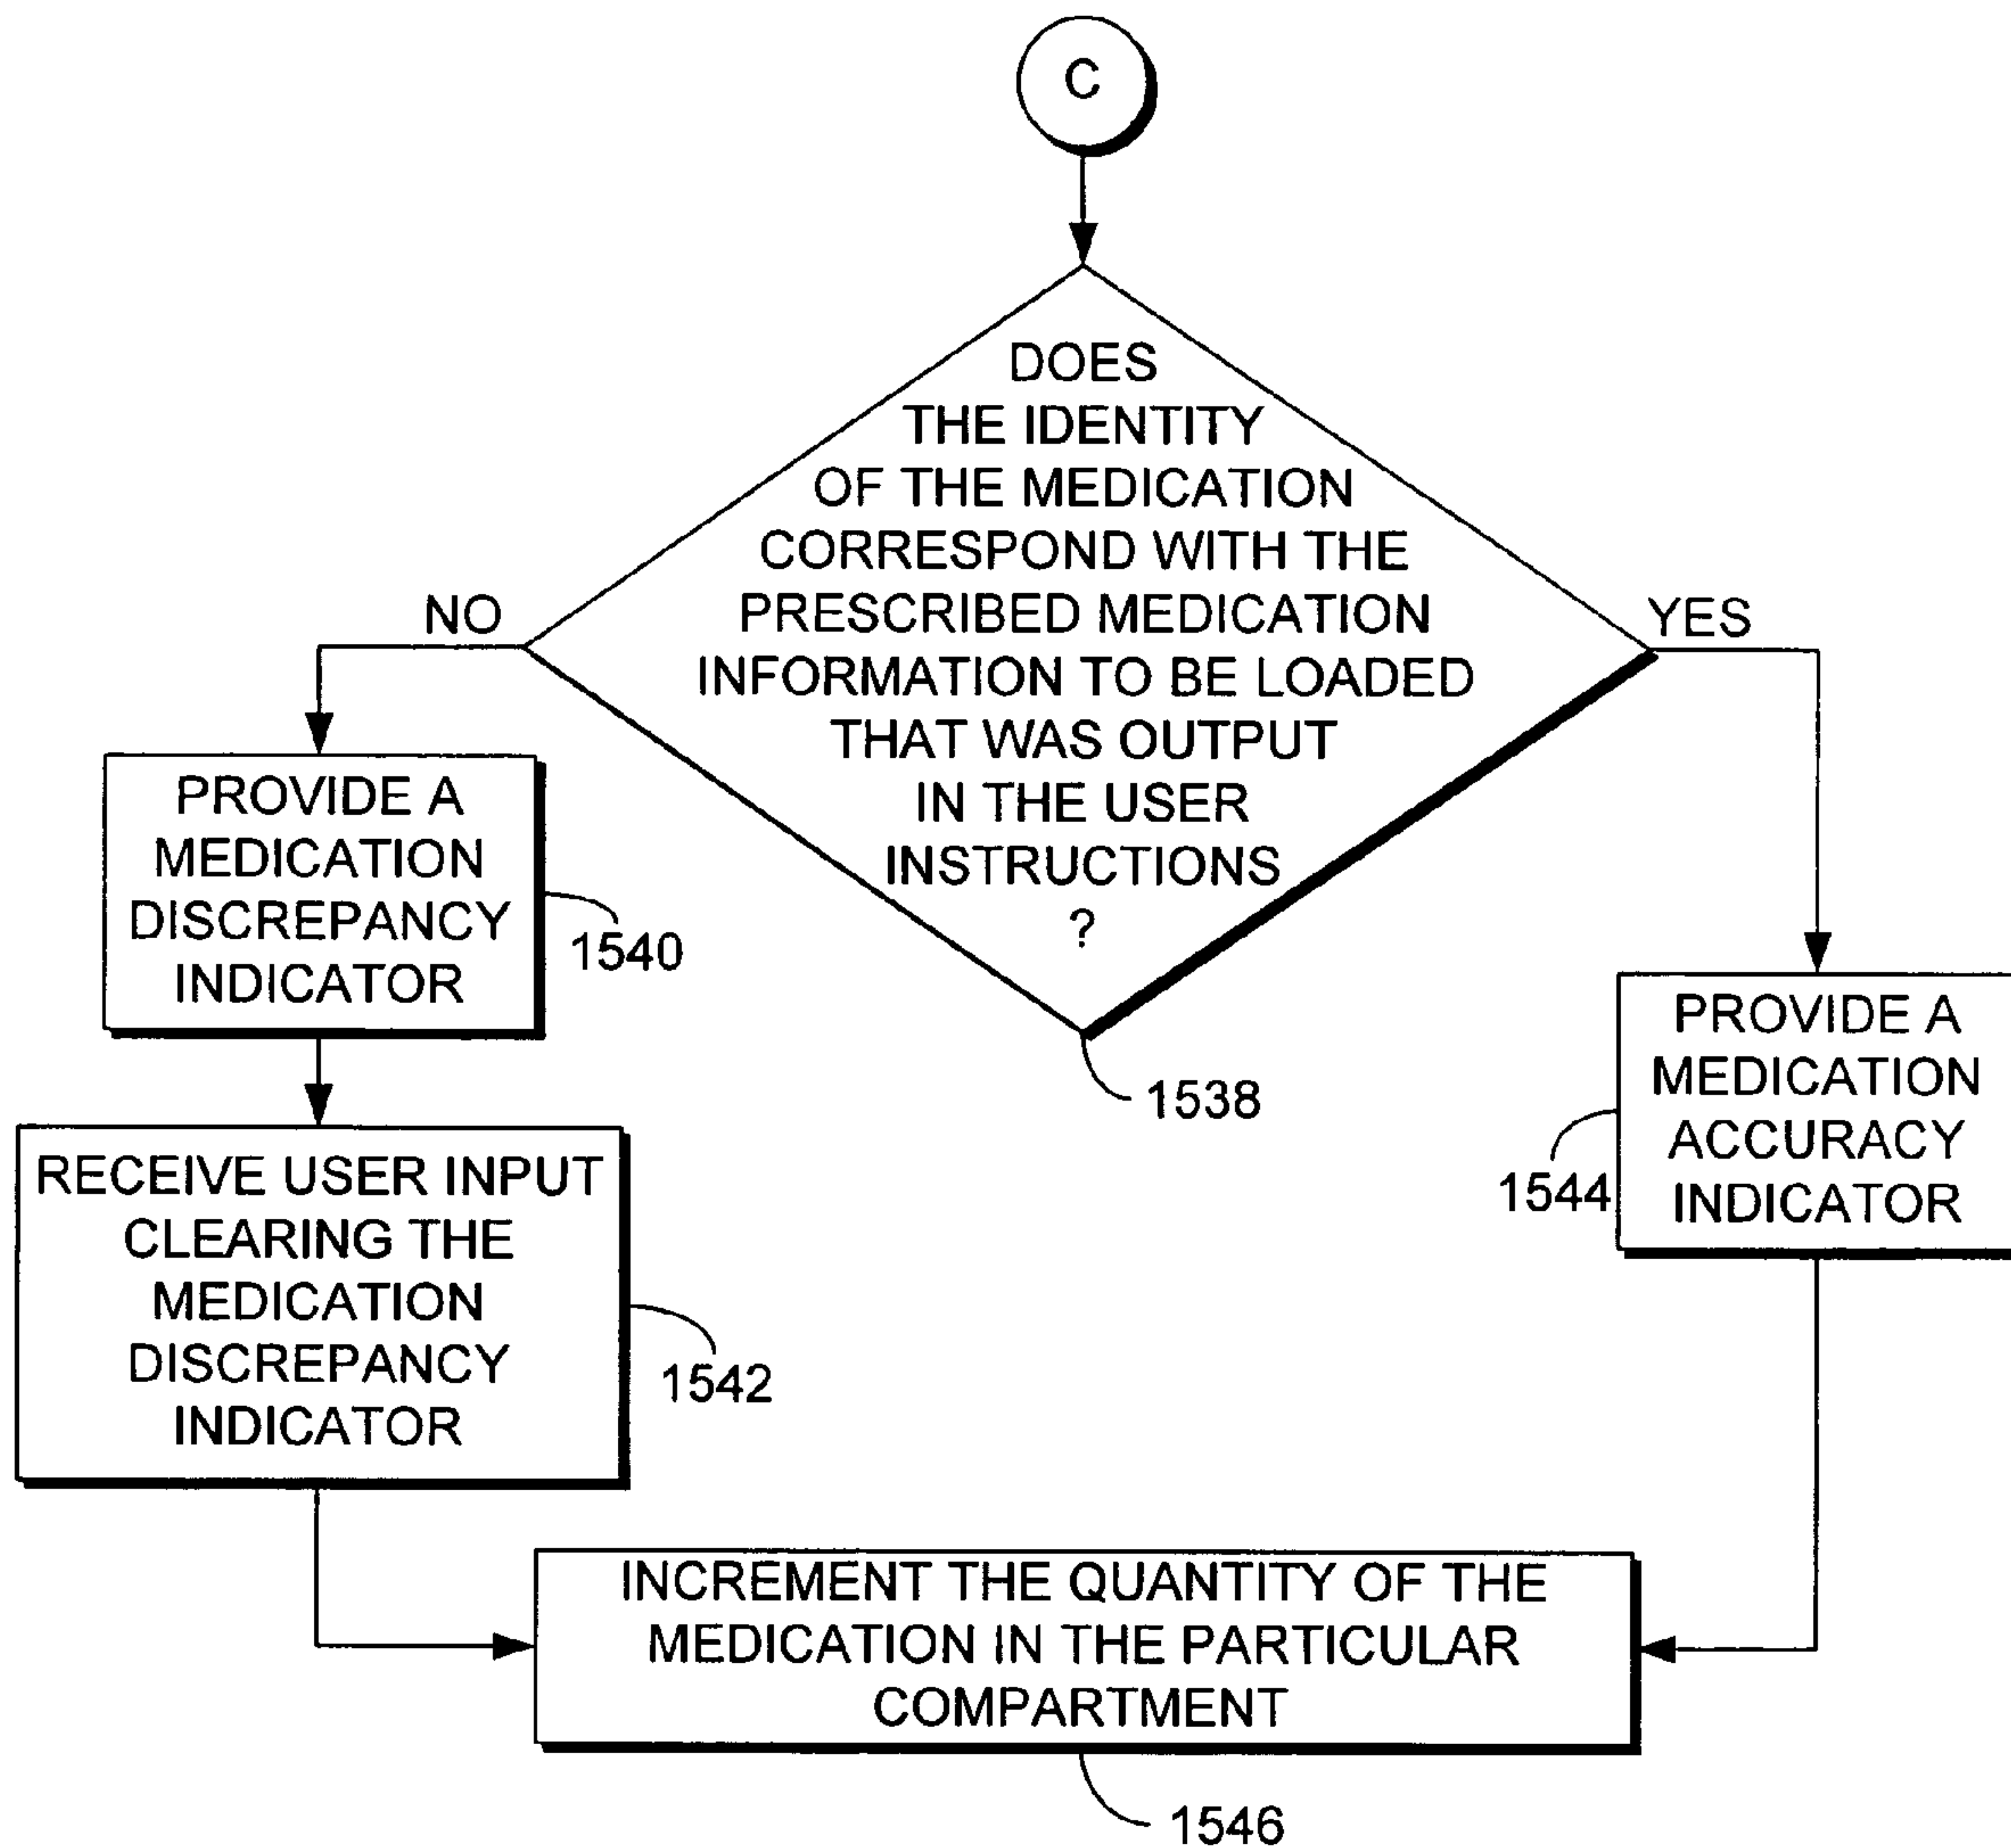 C
DOES
THE IDENTITY
OF THE MEDICATION
CORRESPOND WITH THE
PRESCRIBED MEDICATION
INFORMATION TO BE LOADED
THAT WAS OUTPUT
IN THE USER
INSTRUCTIONS
?
1538
NO
YES
PROVIDE A
MEDICATION
DISCREPANCY
INDICATOR
1540
RECEIVE USER INPUT
CLEARING THE
MEDICATION
DISCREPANCY
INDICATOR
1542
PROVIDE A
MEDICATION
ACCURACY
INDICATOR
1544
INCREMENT THE QUANTITY OF THE
MEDICATION IN THE PARTICULAR
COMPARTMENT
1546